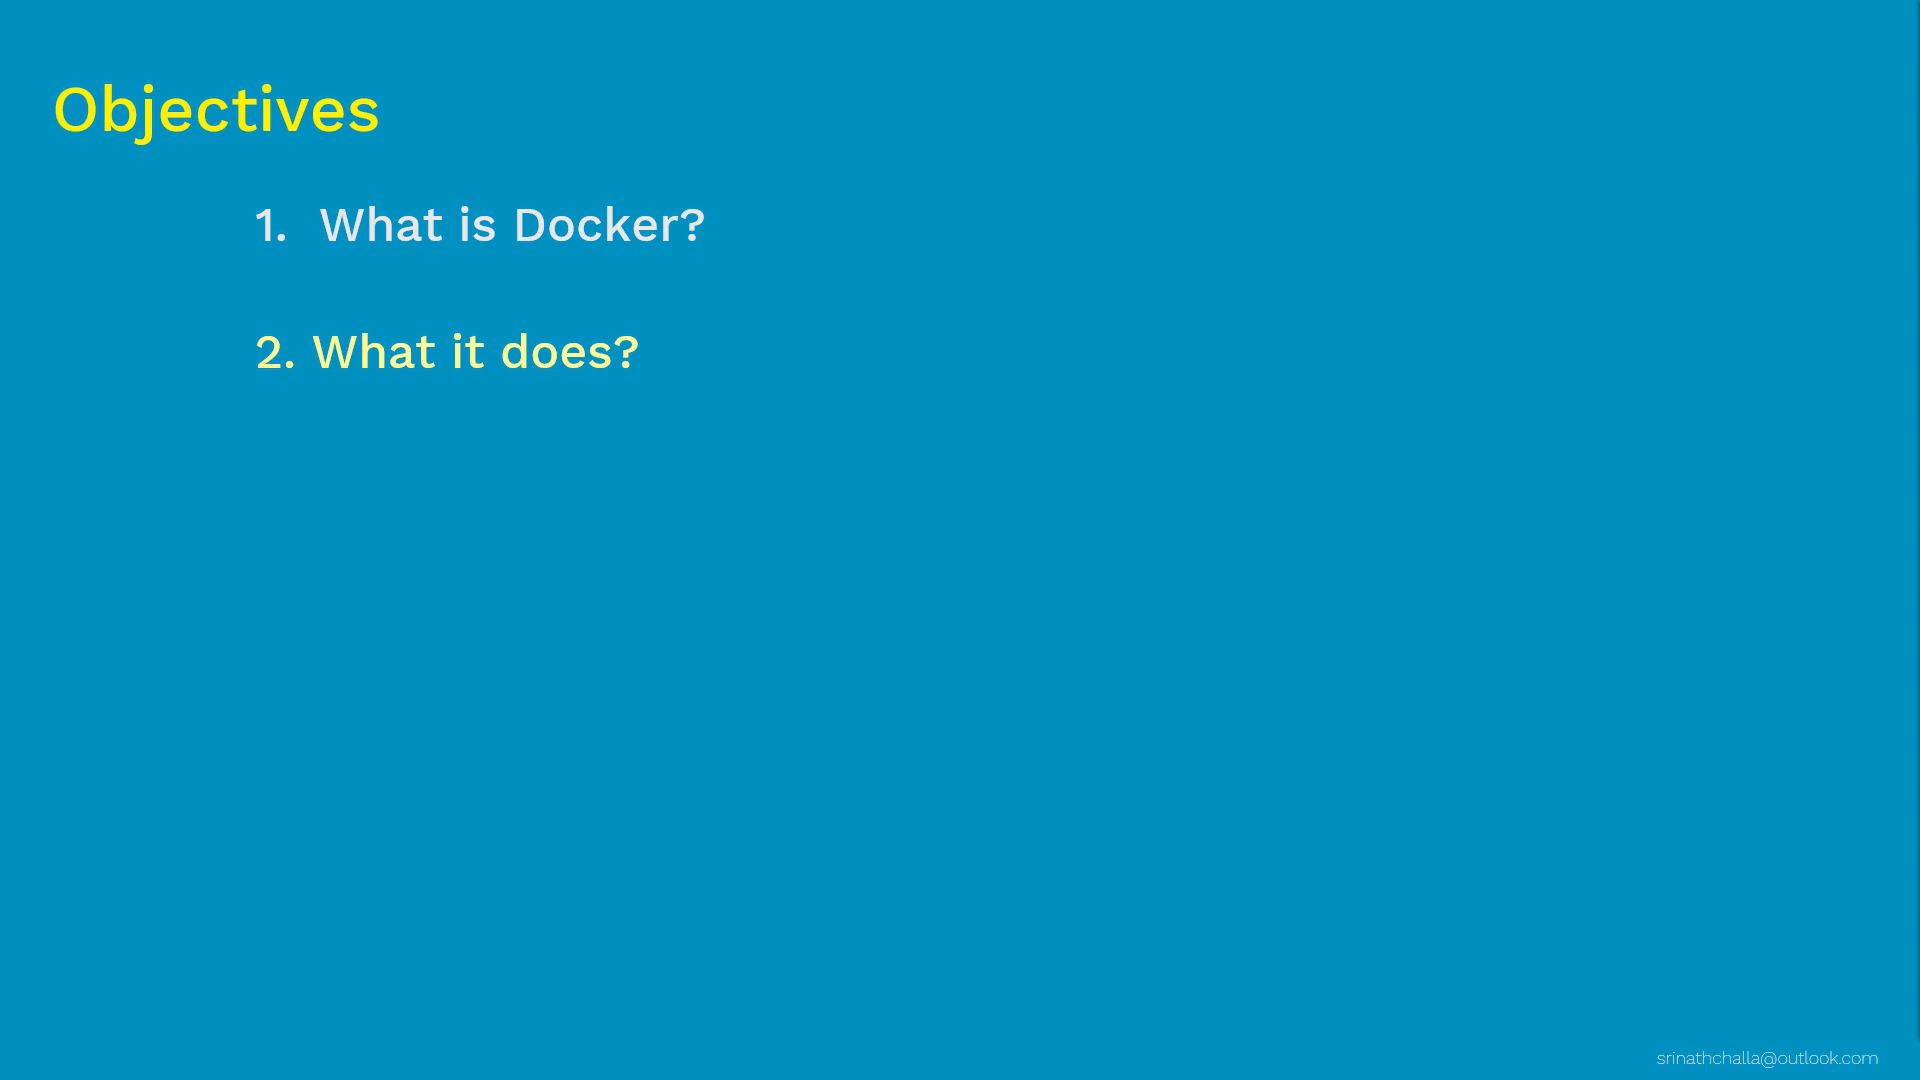 Objectives
1. What is Docker?
2. What it does?
srinathchalla@outlook.com